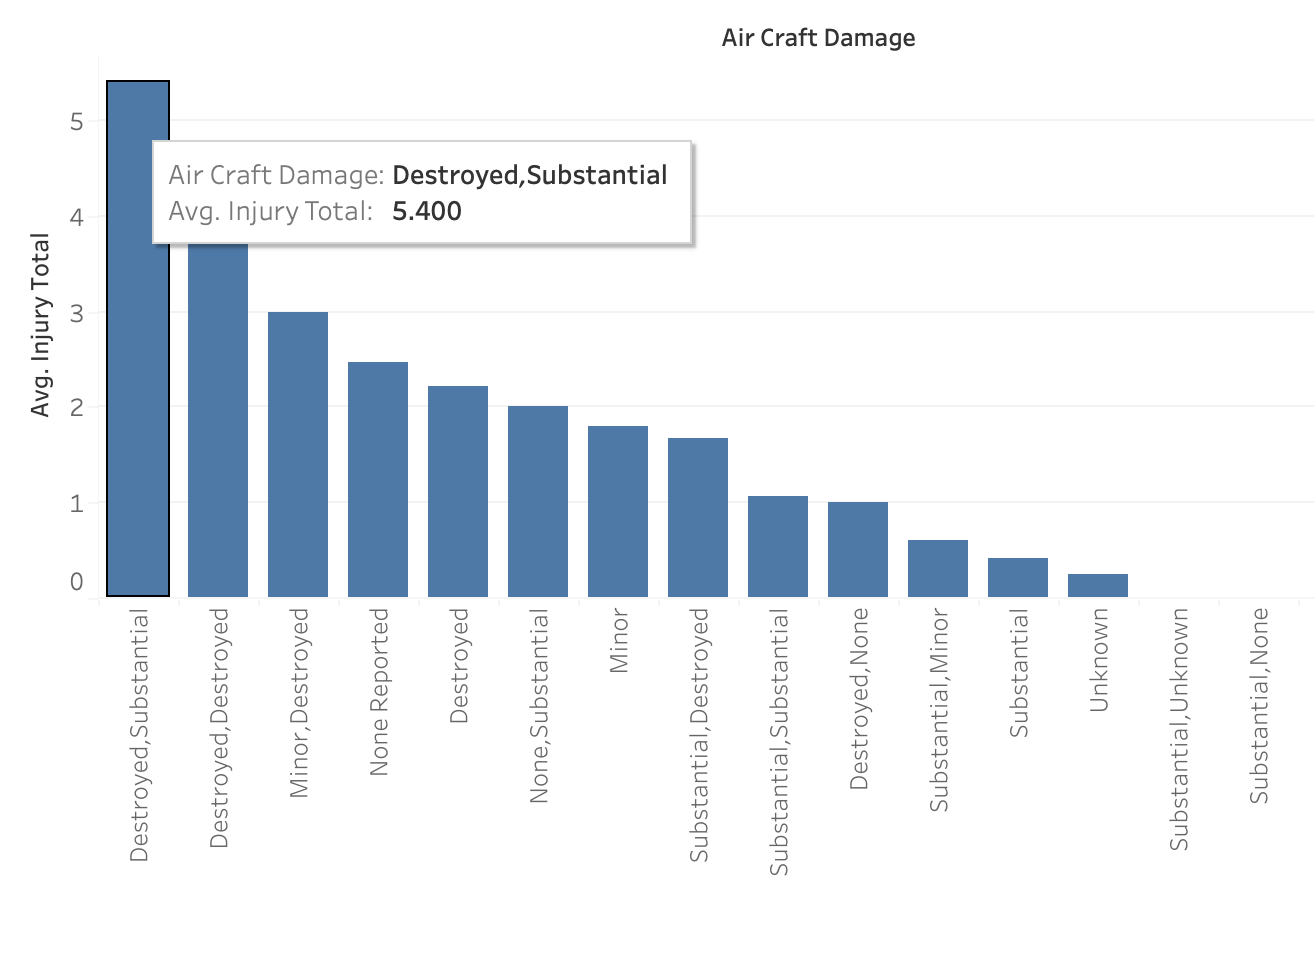 Air Craft Damage
Avg. Injury Total
5
4
3
2
1
0
Air Craft Damage: Destroyed,Substantial
Avg. Injury Total: 5.400
Destroyed,Substantial
Destroyed,Destroyed
Minor,Destroyed
None Reported
Destroyed
None,Substantial
Minor
Substantial,Destroyed
Substantial,Substantial
Destroyed,None
Substantial,Minor
Substantial
Unknown
Substantial,Unknown
Substantial,None